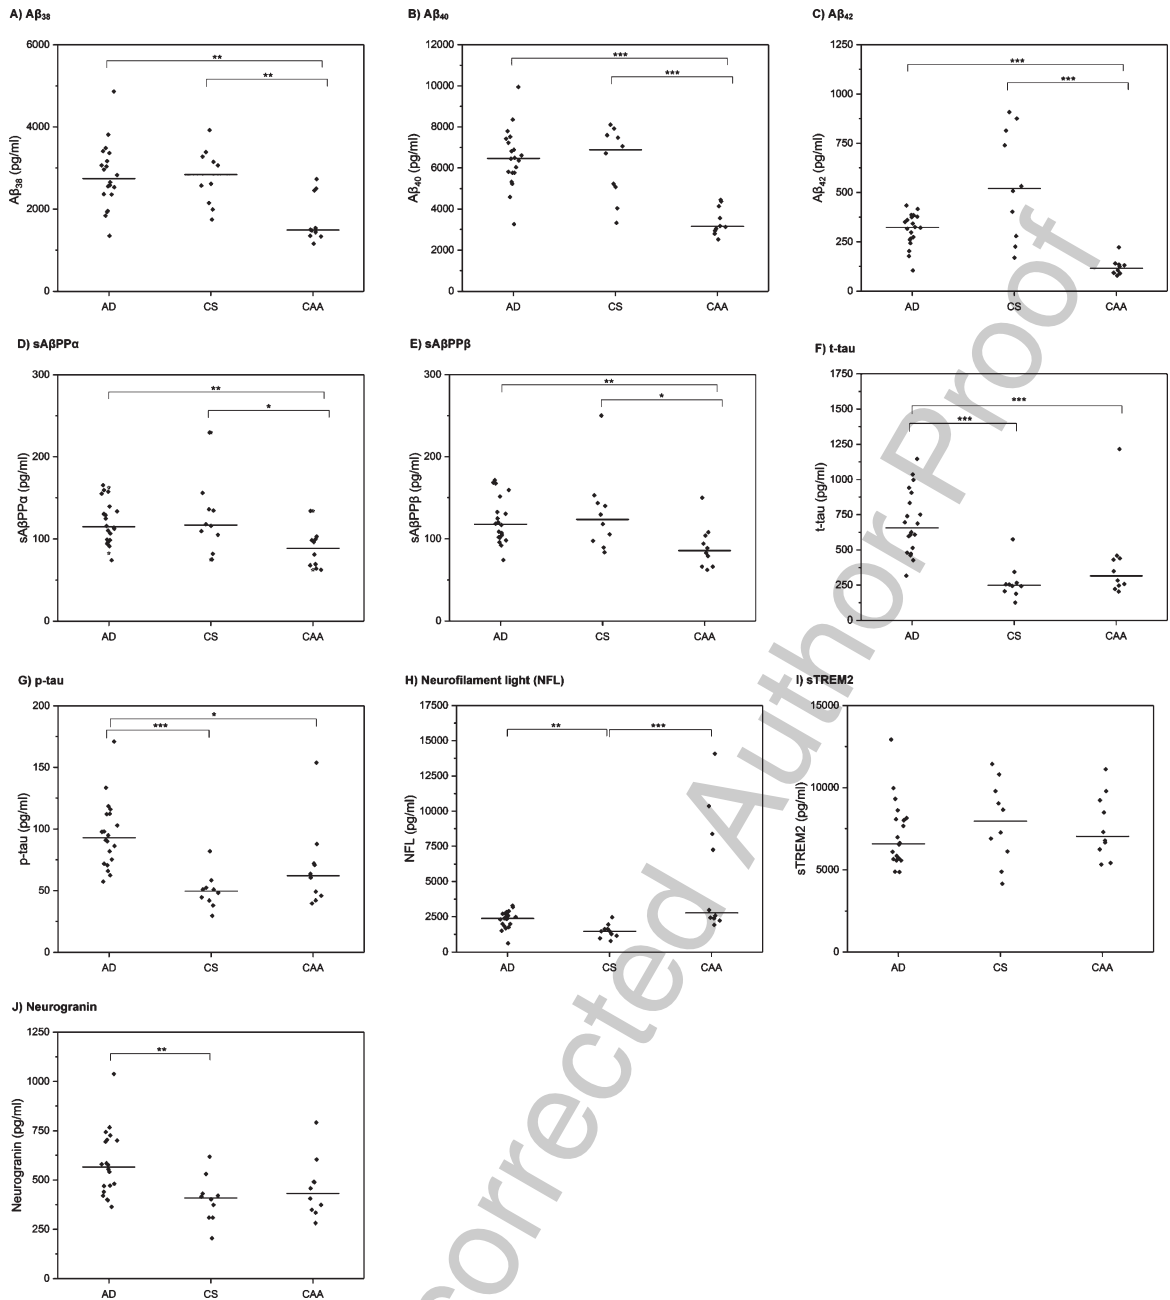 A) Aβ38
B) Aβ40
C) Aβ42
6000
4000
2000
0
Aβ38 (pg/ml)
**
**
AD
CS
CAA
12000
10000
8000
6000
4000
2000
0
Aβ40 (pg/ml)
***
***
AD
CS
CAA
1250
1000
750
500
250
0
Aβ42 (pg/ml)
***
***
AD
CS
CAA
D) sAβPPα
E) sAβPPβ
F) t-tau
300
200
100
0
sAβPPα (pg/ml)
**
*
AD
CS
CAA
300
200
100
0
sAβPPβ (pg/ml)
**
*
AD
CS
CAA
1750
1500
1250
1000
750
500
250
0
t-tau (pg/ml)
***
***
AD
CS
CAA
G) p-tau
H) Neurofilament light (NFL)
I) sTREM2
200
150
100
50
0
p-tau (pg/ml)
*
***
AD
CS
CAA
17500
15000
12500
10000
7500
5000
2500
0
NFL (pg/ml)
**
***
AD
CS
CAA
15000
10000
5000
0
sTREM2 (pg/ml)
AD
CS
CAA
J) Neurogranin
1250
1000
750
500
250
0
Neurogranin (pg/ml)
**
AD
CS
CAA
orrected Author Proof